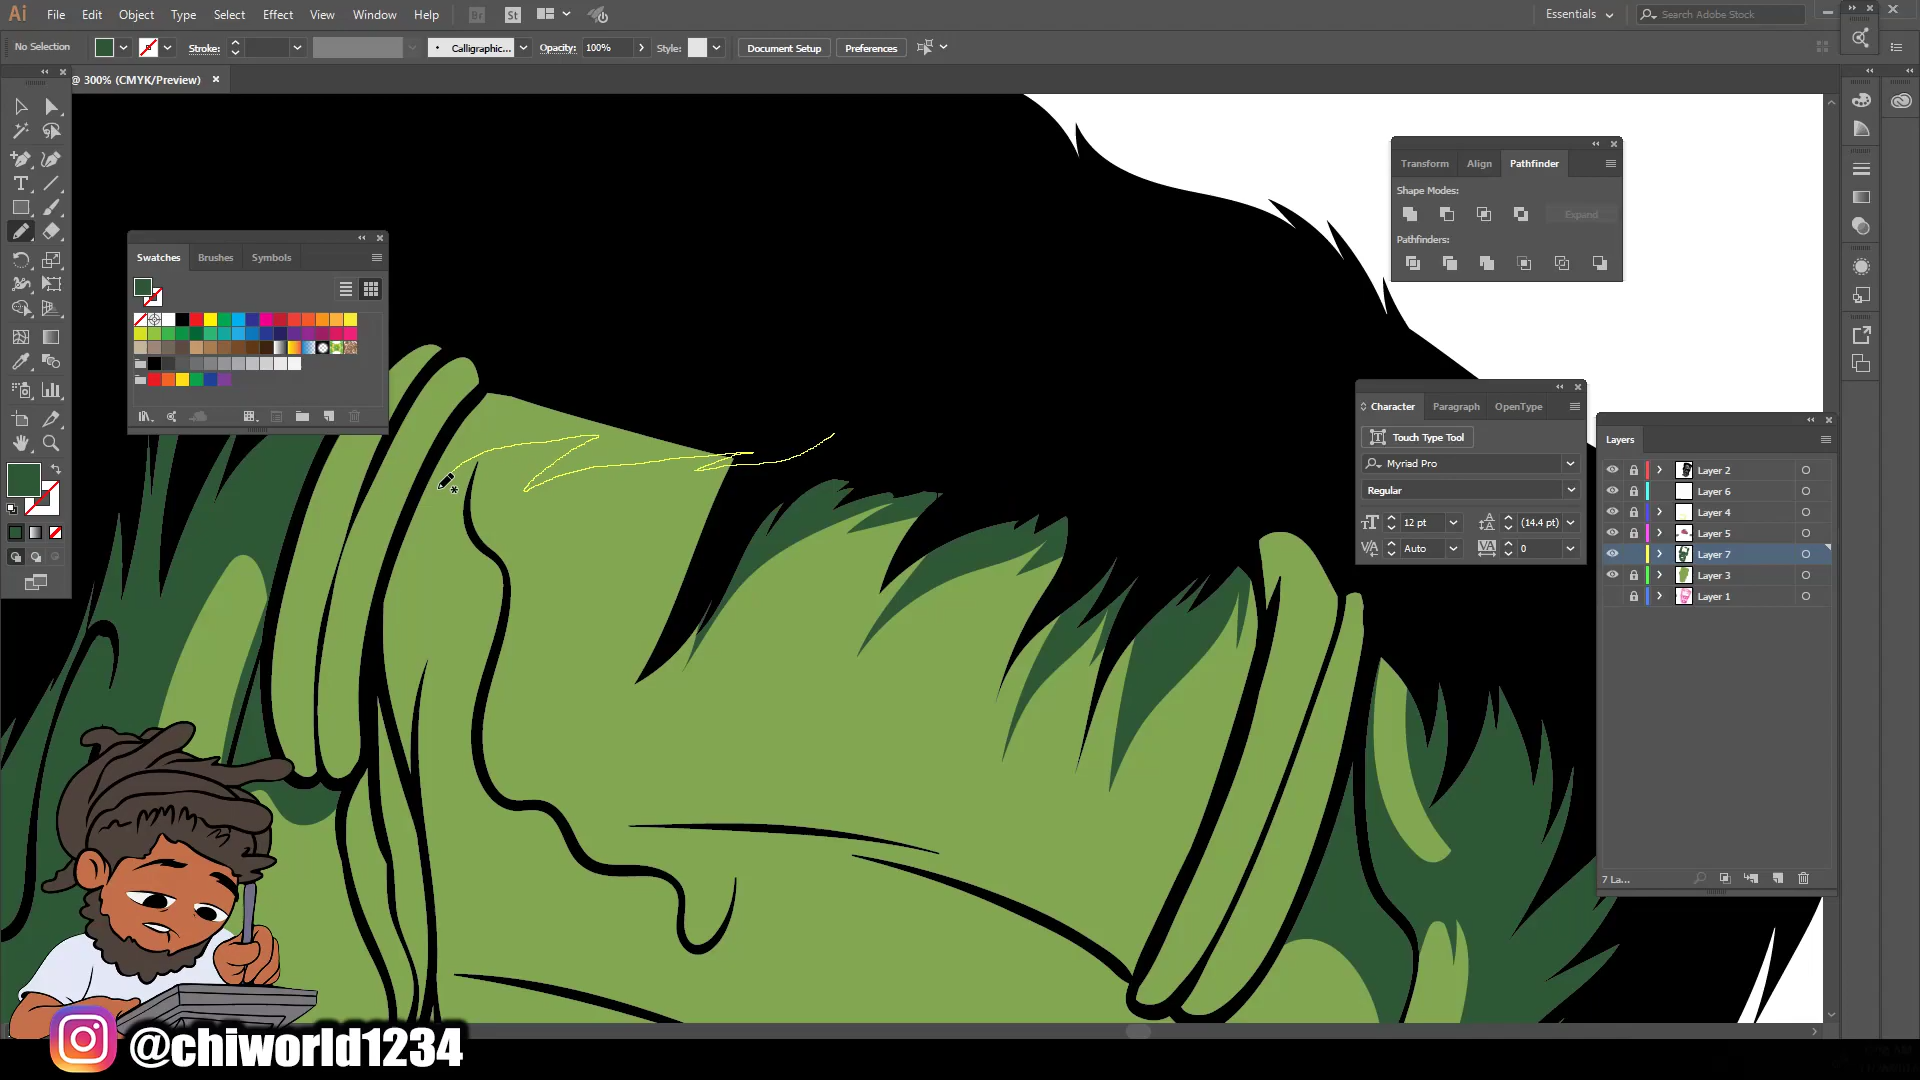 Ai File Edit Object Type Select Effect View Window Help Br St Essentials Search Adobe Stock
No Selection Stroke: Calligraphic... Opacity: 100% Style: Document Setup Preferences
@ 300% (CMYK/Preview)
Transform Align Pathfinder
Shape Modes:
Expand
Pathfinders:
Swatches Brushes Symbols
Character Paragraph OpenType
Touch Type Tool
Myriad Pro
Regular
12 pt (14.4 pt)
Auto 0
Layers
Layer 2
Layer 6
Layer 4
Layer 5
Layer 7
Layer 3
Layer 1
7 La...
@chiworld1234